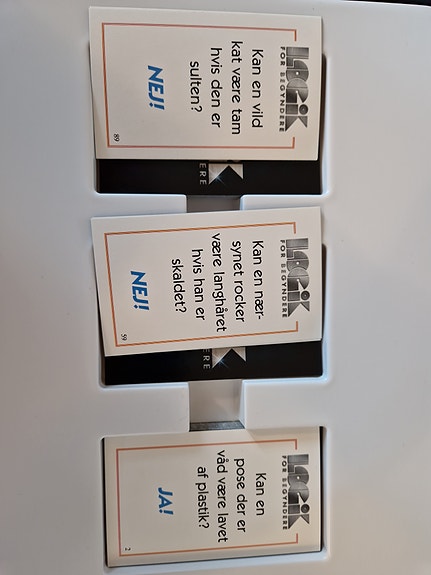 LOGIK
FOR BEGYNDERE
Kan en vild
kat være tam
hvis den er
sulten?
NEJ!
89
K
ERE
LOGIK
FOR BEGYNDERE
Kan en nær-
synet rocker
være langhåret
hvis han er
skaldet?
NEJ!
59
K
ERE
LOGIK
FOR BEGYNDERE
Kan en
pose der er
våd være lavet
af plastik?
JA!
2